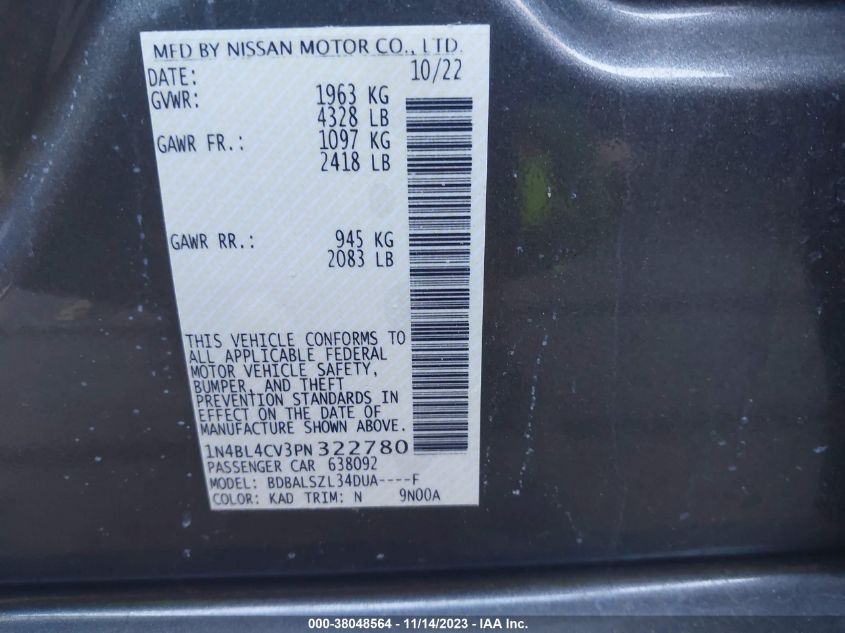 MFD BY NISSAN MOTOR CO., LTD.
DATE: 10/22
GVWR: 1963 KG
4328 LB
GAWR FR.: 1097 KG
2418 LB
GAWR RR.: 945 KG
2083 LB
THIS VEHICLE CONFORMS TO
ALL APPLICABLE FEDERAL
MOTOR VEHICLE SAFETY,
BUMPER, AND THEFT
PREVENTION STANDARDS IN
EFFECT ON THE DATE OF
MANUFACTURE SHOWN ABOVE.
1N4BL4CV3PN322780
PASSENGER CAR 638092
MODEL: BDBALSZL34DUA----F
COLOR: KAD TRIM: N 9N00A
000-38048564 — 11/14/2023 — IAA Inc.